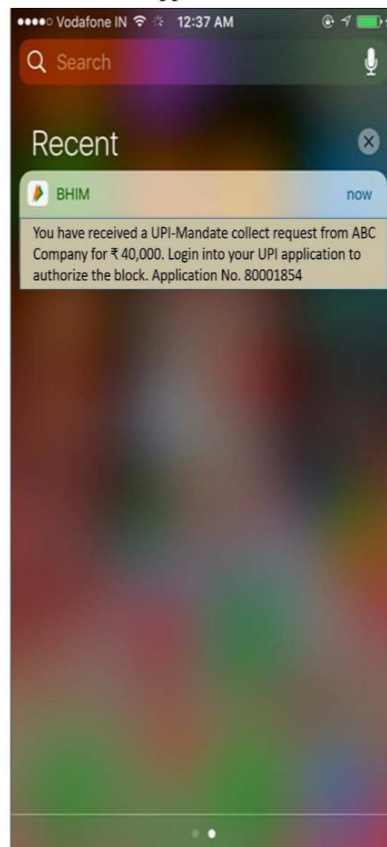 Vodafone IN 12:37 AM
Search
Recent
BHIM now
You have received a UPI-Mandate collect request from ABC
Company for ₹ 40,000. Login into your UPI application to
authorize the block. Application No. 80001854